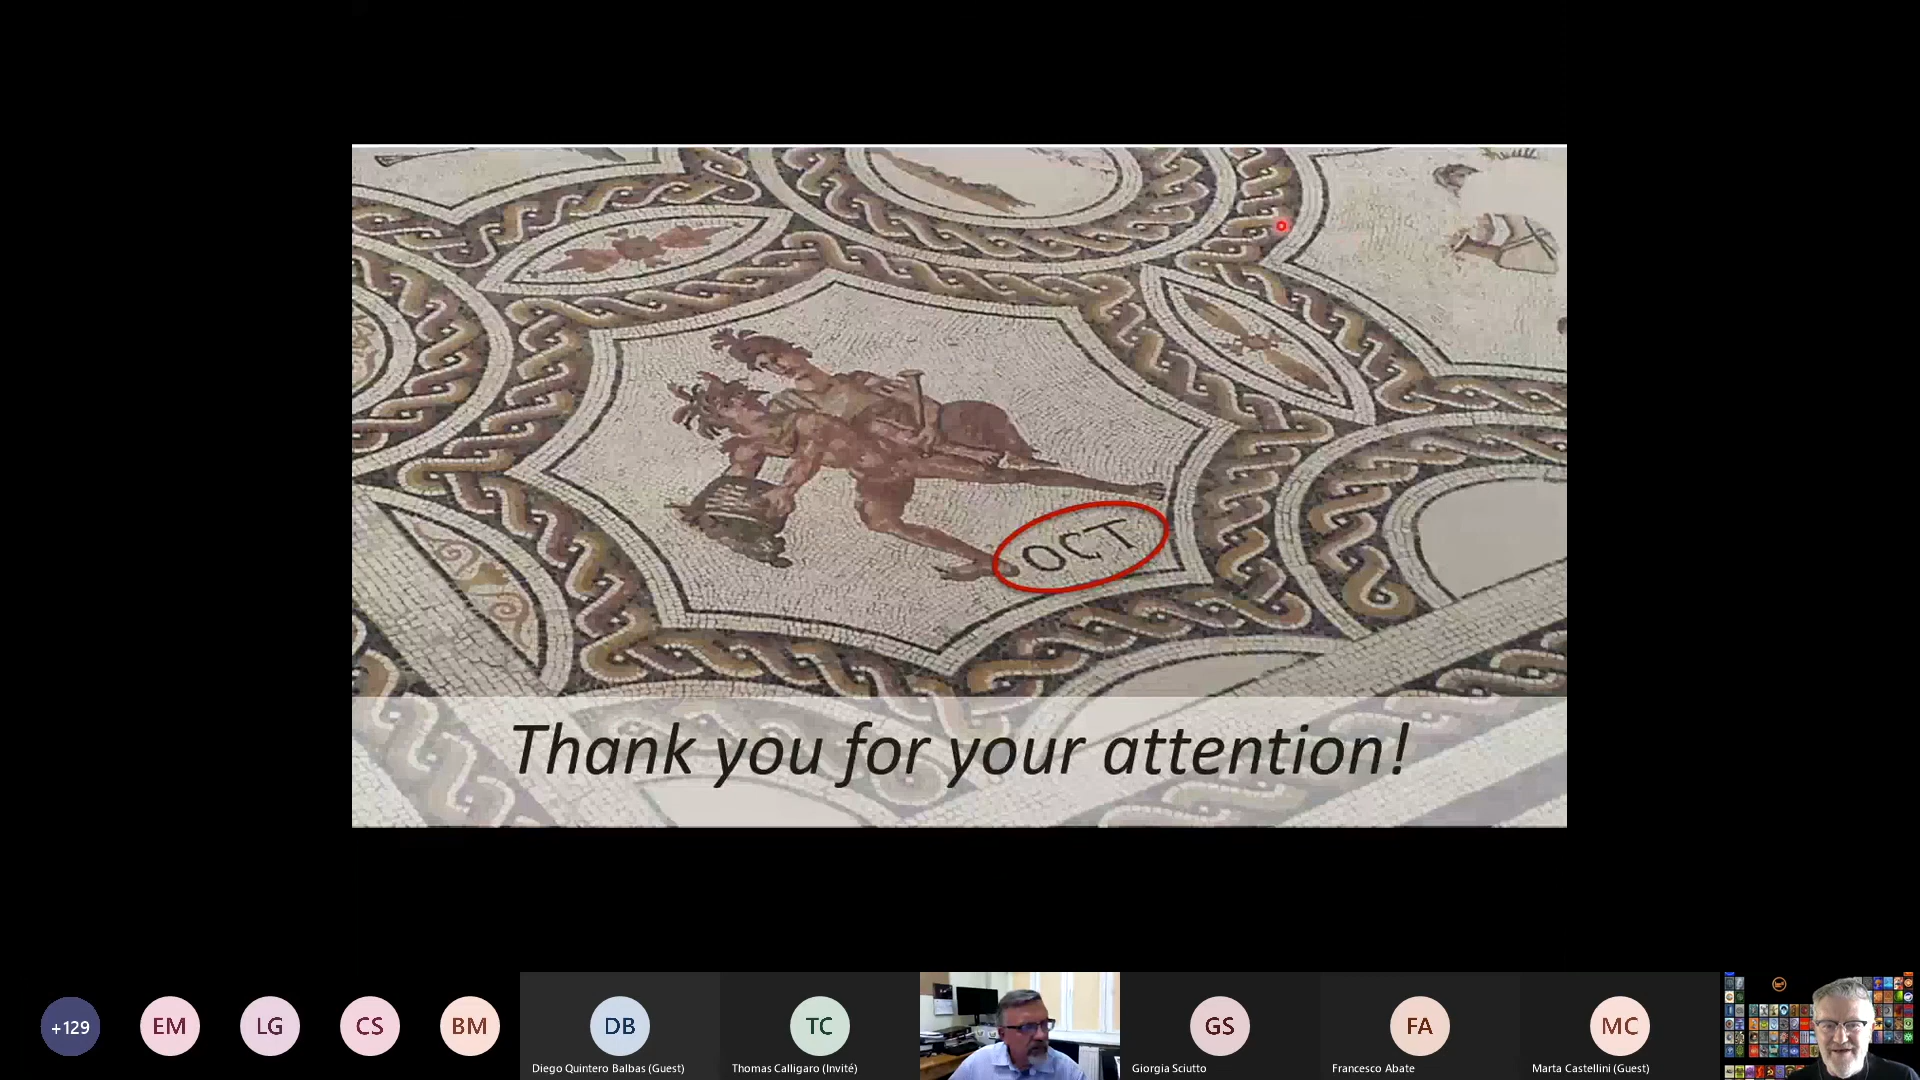 OCT
Thank you for your attention!
+129
EM
LG
CS
BM
DB
TC
GS
FA
MC
Diego Quintero Balbas (Guest)
Thomas Calligaro (Invité)
Giorgia Sciutto
Francesco Abate
Marta Castellini (Guest)